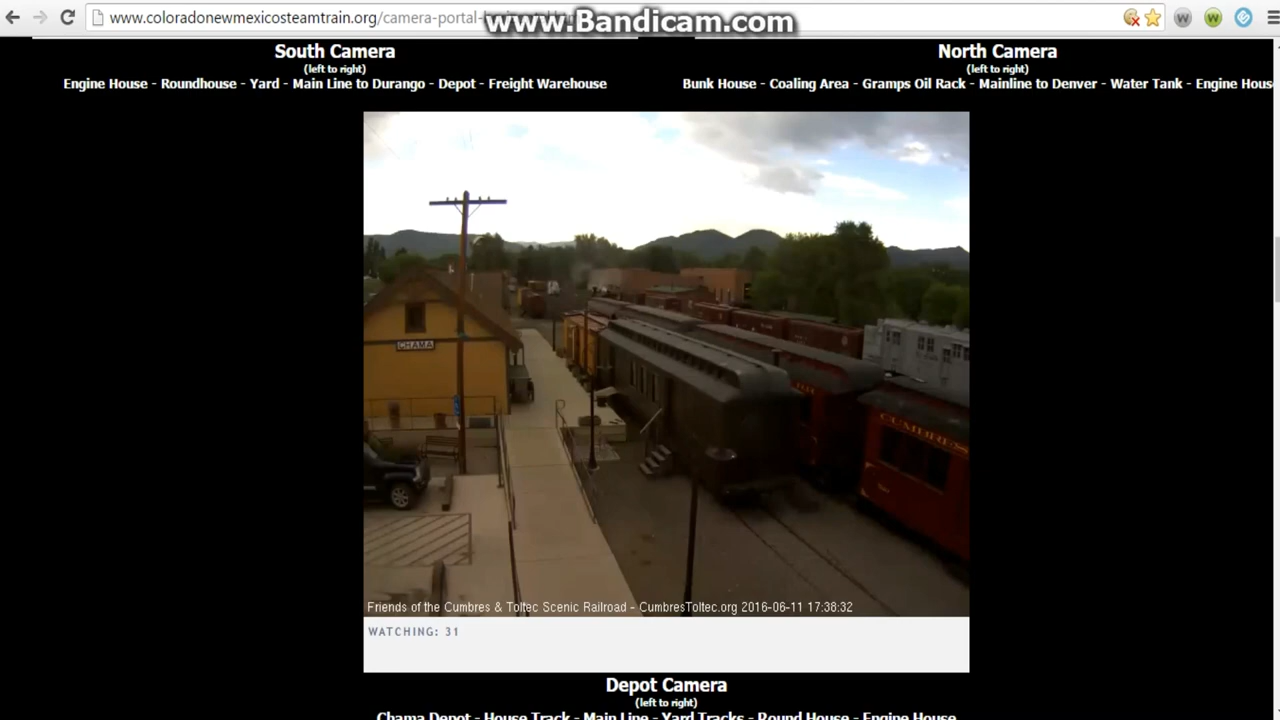 www.coloradonewmexicosteamtrain.org/camera-portal-
www.Bandicam.com
South Camera
(left to right)
Engine House - Roundhouse - Yard - Main Line to Durango - Depot - Freight Warehouse
North Camera
(left to right)
Bunk House - Coaling Area - Gramps Oil Rack - Mainline to Denver - Water Tank - Engine Hous
CHAMA
CUMBRES
Friends of the Cumbres & Toltec Scenic Railroad - CumbresToltec.org 2016-06-11 17:38:32
WATCHING: 31
Depot Camera
(left to right)
Chama Depot - House Track - Main Line - Yard Tracks - Round House - Engine House